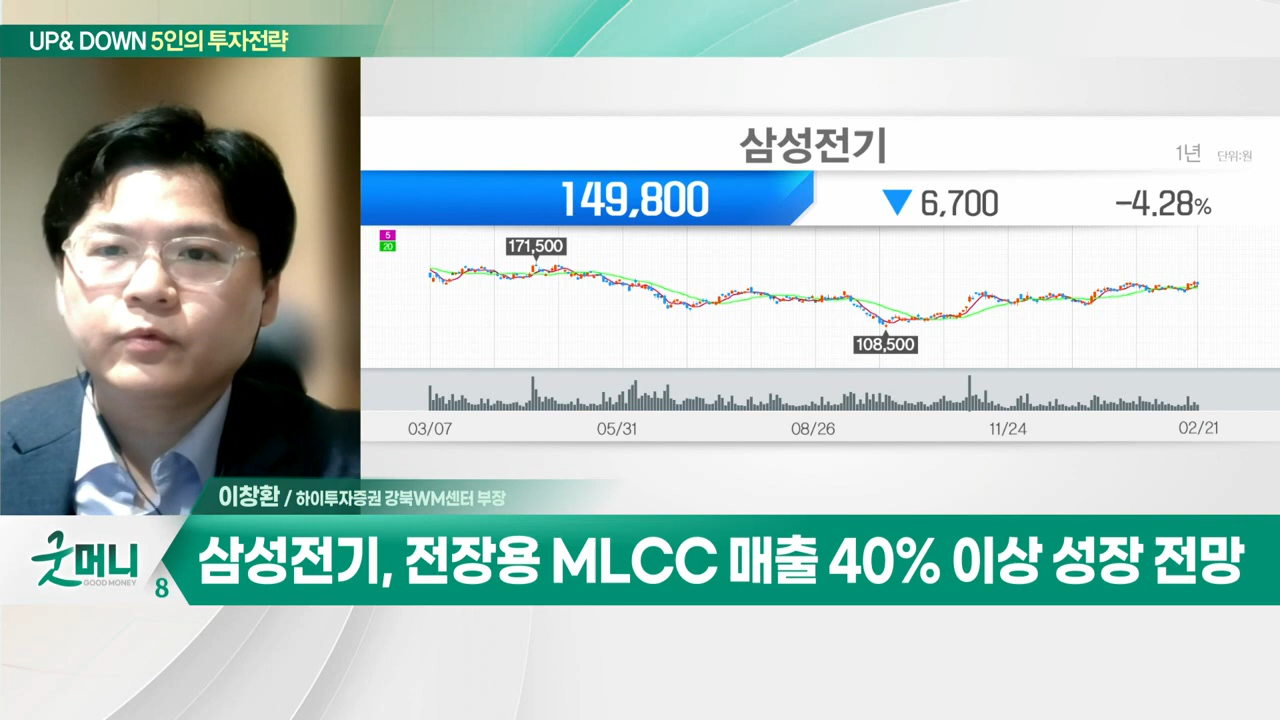 UP& DOWN 5인의 투자전략
삼성전기
1년 단위:원
149,800 ▼ 6,700 -4.28%
5
20
171,500
108,500
03/07 05/31 08/26 11/24 02/21
이창환 / 하이투자증권 강북WM센터 부장
굿머니
GOOD MONEY
8
삼성전기, 전장용 MLCC 매출 40% 이상 성장 전망